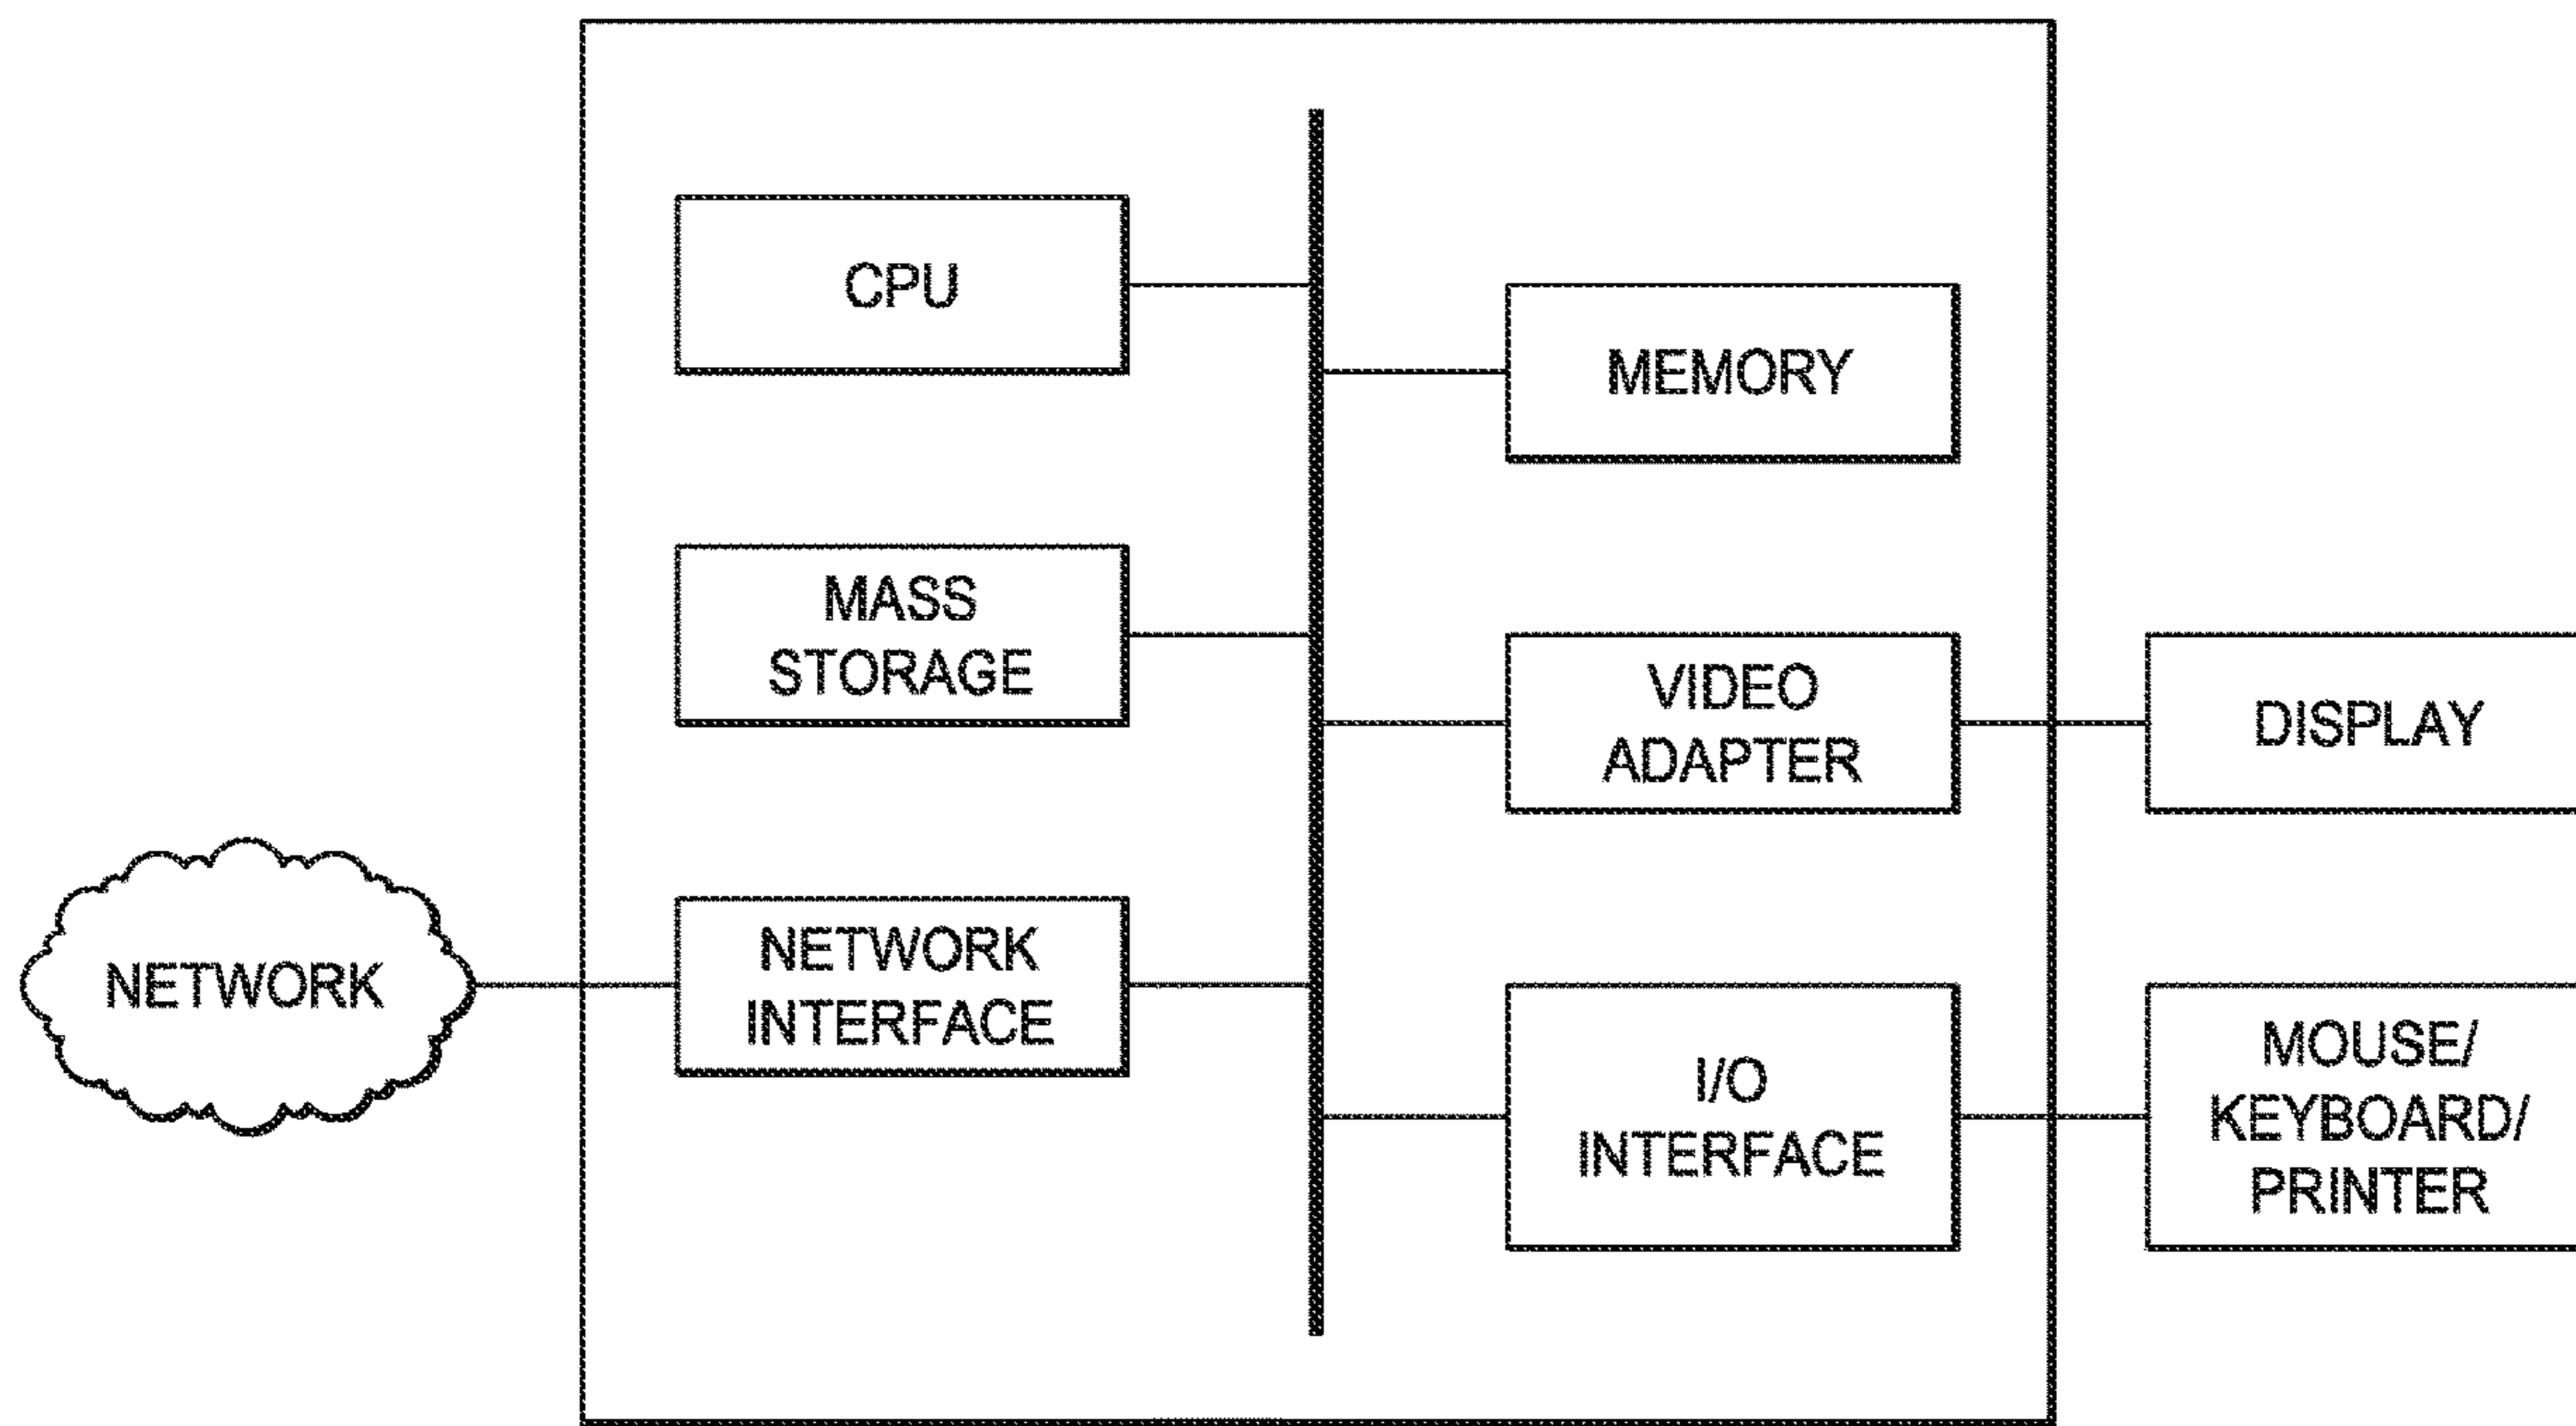 CPU
MEMORY
MASS
STORAGE
VIDEO
ADAPTER
DISPLAY
NETWORK
NETWORK
INTERFACE
I/O
INTERFACE
MOUSE/
KEYBOARD/
PRINTER